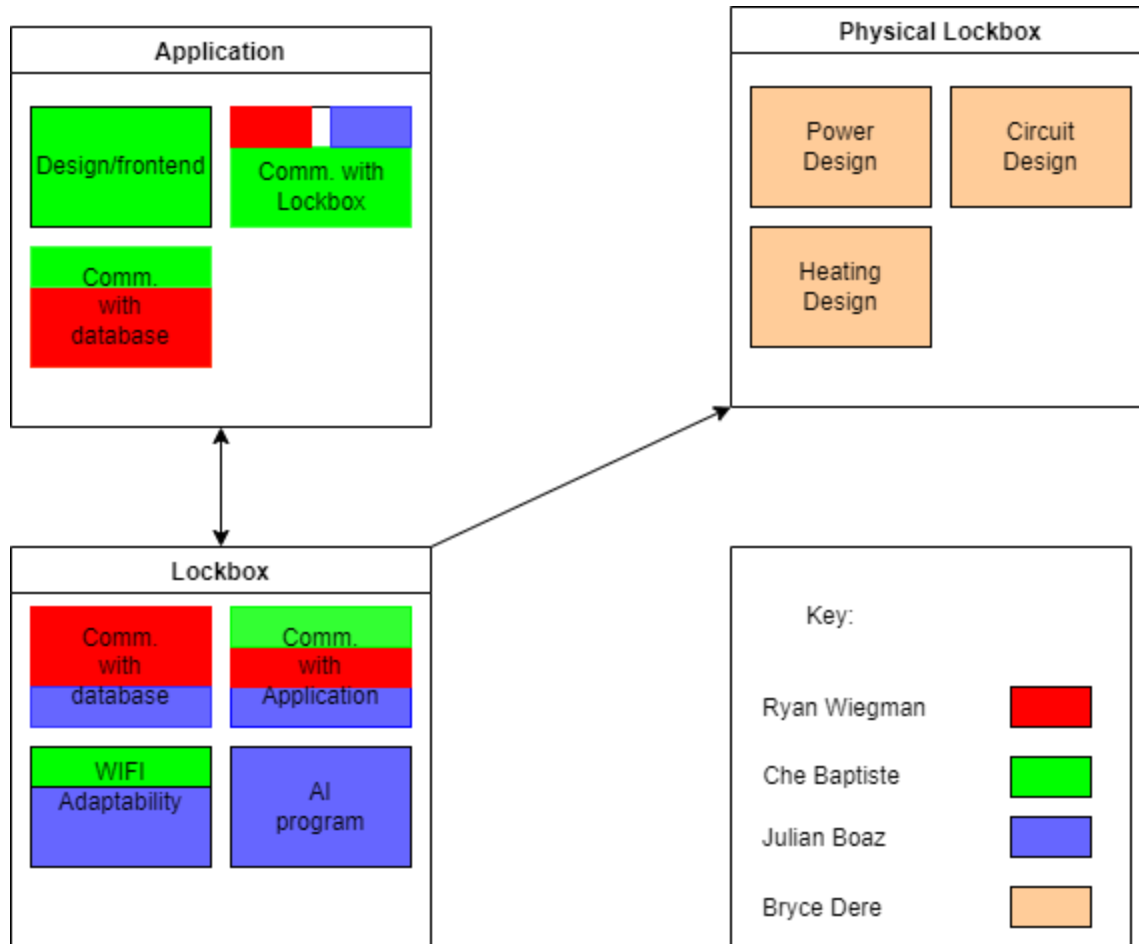 Application
Design/frontend
Comm. with
Lockbox
Comm.
with
database
Physical Lockbox
Power
Design
Circuit
Design
Heating
Design
Lockbox
Comm.
with
database
Comm.
with
Application
WIFI
Adaptability
AI
program
Key:
Ryan Wiegman
Che Baptiste
Julian Boaz
Bryce Dere